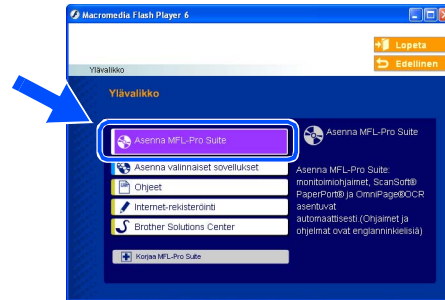 Macromedia Flash Player 6
Lopeta
Edellinen
Ylävalikko
Ylävalikko
Asenna MFL-Pro Suite
Asenna valinnaiset sovellukset
Ohjeet
Internet-rekisteröinti
Brother Solutions Center
Korjaa MFL-Pro Suite
Asenna MFL-Pro Suite
Asenna MFL-Pro Suite:
monitoimiohjaimet, ScanSoft®
PaperPort® ja OmniPage®OCR
asentuvat
automaattisesti.(Ohjaimet ja
ohjelmat ovat englanninkielisiä)